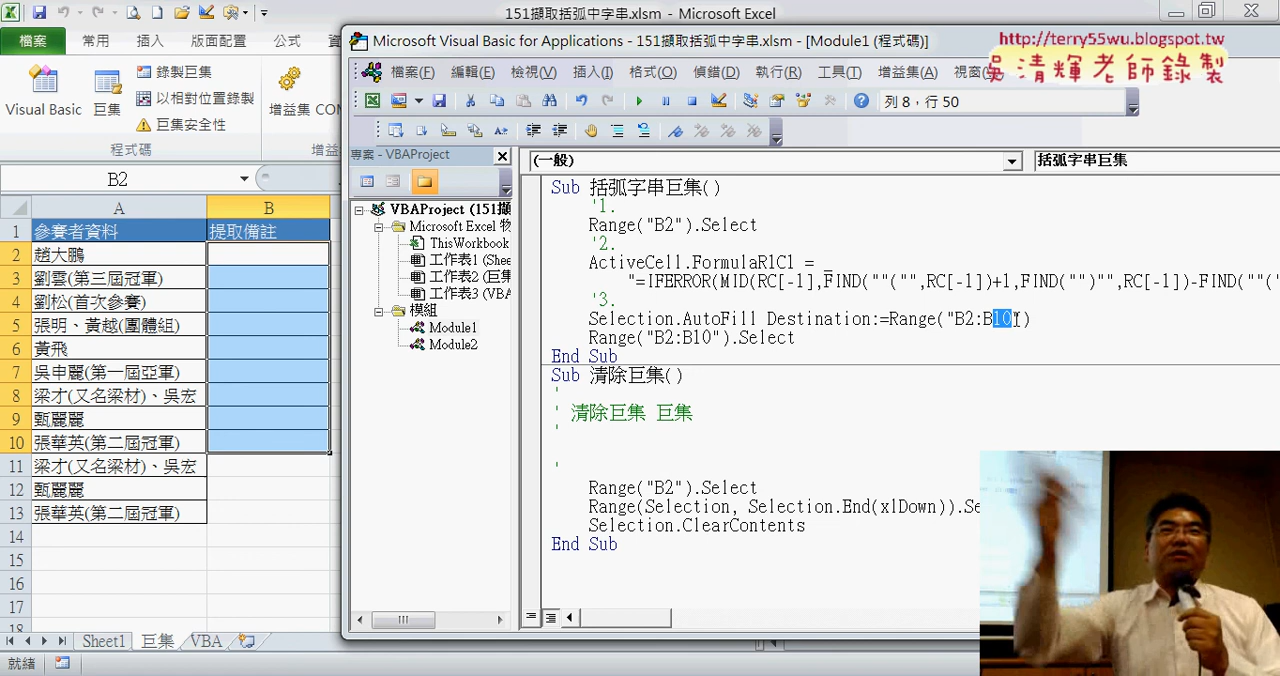 151擷取括弧中字串.xlsm - Microsoft Excel
檔案 常用 插入 版面配置 公式 資
Visual Basic 巨集 錄製巨集 以相對位置錄製 巨集安全性 增益集 COM
程式碼 增益
B2
A B
1 參賽者資料 提取備註
2 趙大鵬
3 劉雲(第三屆冠軍)
4 劉松(首次參賽)
5 張明、黃越(團體組)
6 黃飛
7 吳申麗(第一屆亞軍)
8 梁才(又名梁材)、吳宏
9 甄麗麗
10 張華英(第二屆冠軍)
11 梁才(又名梁材)、吳宏
12 甄麗麗
13 張華英(第二屆冠軍)
14
15
16
17
18
Sheet1 巨集 VBA
就緒
Microsoft Visual Basic for Applications - 151擷取括弧中字串.xlsm - [Module1 (程式碼)]
檔案(F) 編輯(E) 檢視(V) 插入(I) 格式(O) 偵錯(D) 執行(R) 工具(T) 增益集(A) 視窗
列 8，行 50
專案 - VBAProject
VBAProject (151擷
Microsoft Excel 物
ThisWorkbook
工作表1 (Shee
工作表2 (巨集
工作表3 (VBA
模組
Module1
Module2
(一般) 括弧字串巨集
Sub 括弧字串巨集()
'1.
Range("B2").Select
'2.
ActiveCell.FormulaR1C1 = _
"=IFERROR(MID(RC[-1],FIND(""("",RC[-1])+1,FIND("")"",RC[-1])-FIND(""("
'3.
Selection.AutoFill Destination:=Range("B2:B10")
Range("B2:B10").Select
End Sub
Sub 清除巨集()
'
' 清除巨集 巨集
'
'
Range("B2").Select
Range(Selection, Selection.End(xlDown)).Se
Selection.ClearContents
End Sub
http://terry55wu.blogspot.tw
吳清輝老師錄製